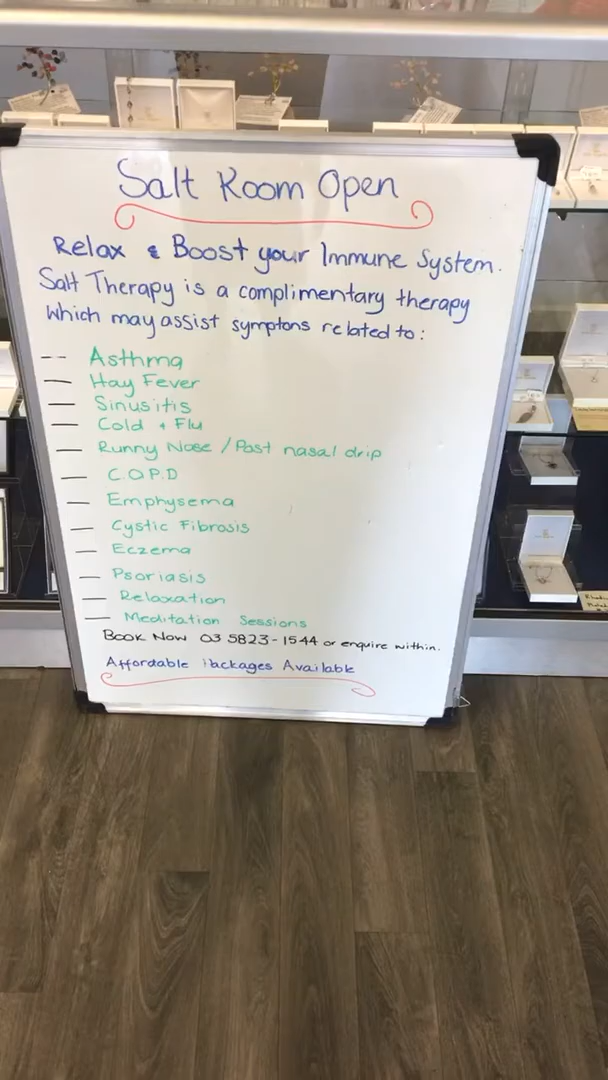 Salt Room Open
Relax & Boost your Immune System.
Salt Therapy is a complimentary therapy
which may assist symptons related to:
-- Asthma
— Hay Fever
— Sinusitis
— Cold + Flu
— Runny Nose / Post nasal drip
— C.O.P.D
— Emphysema
— Cystic Fibrosis
— Eczema
— Psoriasis
— Relaxation
— Meditation Sessions
Book Now 03 5823-1544 or enquire within.
Affordable Packages Available